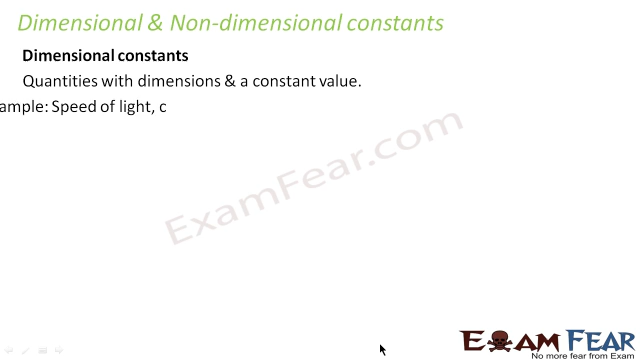 Dimensional & Non-dimensional constants
Dimensional constants
Quantities with dimensions & a constant value.
ample: Speed of light, c
ExamFear.com
EXAM FEAR
No more fear from Exam